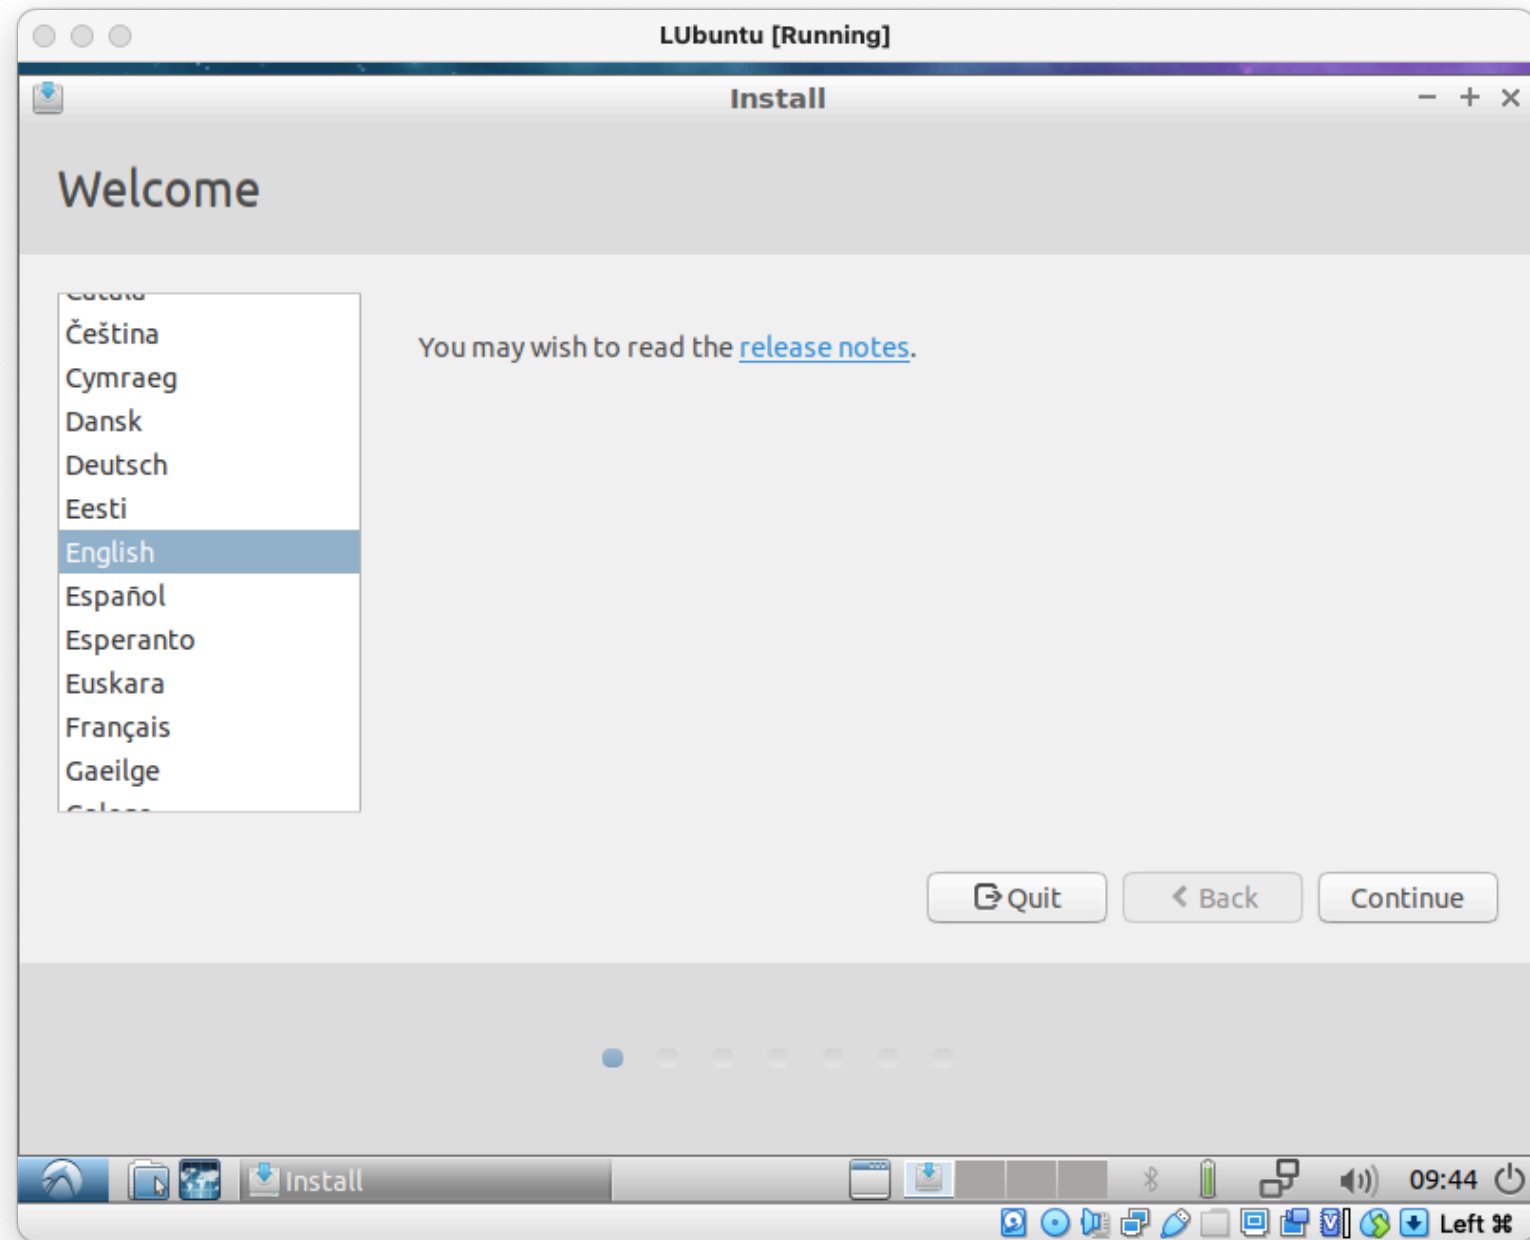 LUbuntu [Running]
Install
Welcome
Čeština
Cymraeg
Dansk
Deutsch
Eesti
English
Español
Esperanto
Euskara
Français
Gaeilge
You may wish to read the release notes.
Quit
Back
Continue
Install
09:44
Left ⌘